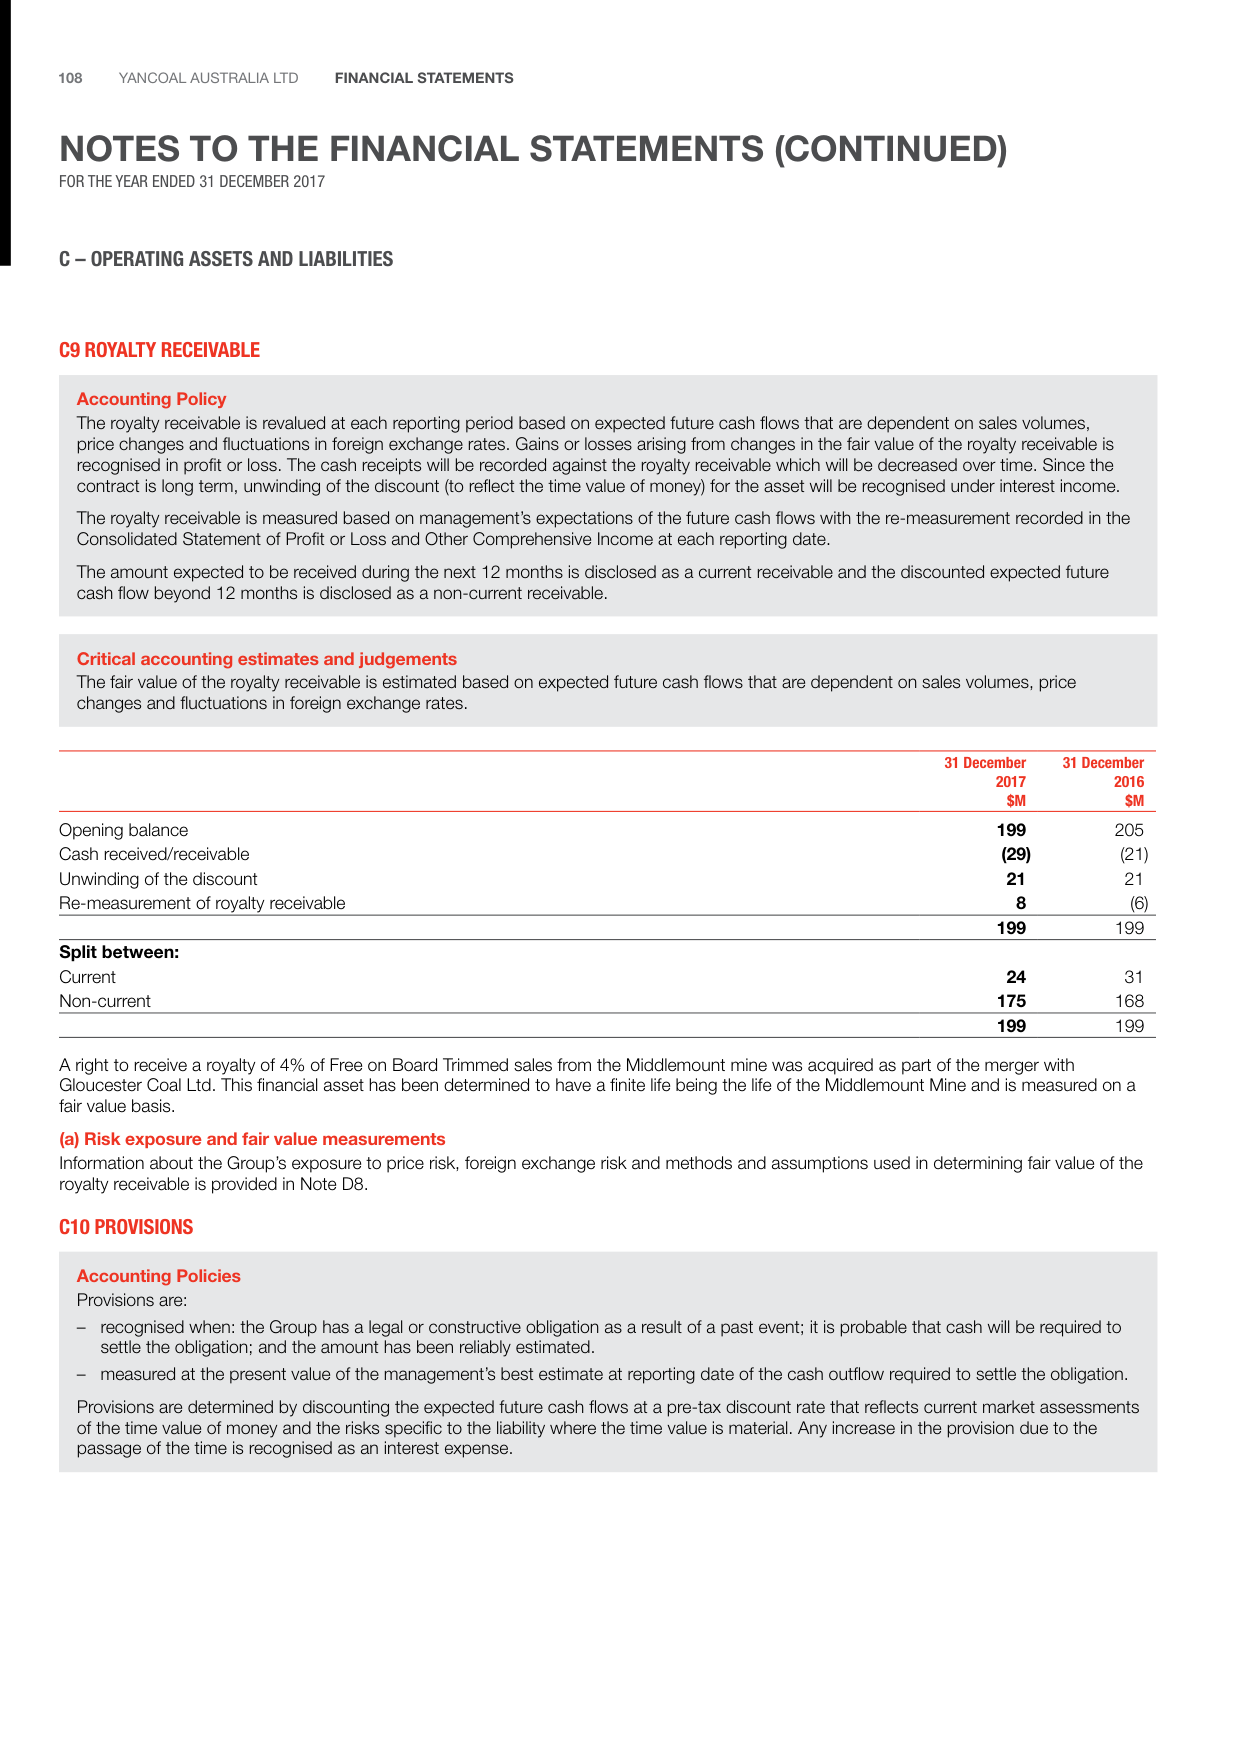 108 YANCOAL AUSTRALIA LTD FINANCIAL STATEMENTS
NOTES TO THE FINANCIAL STATEMENTS (CONTINUED)
FOR THE YEAR ENDED 31 DECEMBER 2017
C – OPERATING ASSETS AND LIABILITIES
C9 ROYALTY RECEIVABLE
Accounting Policy
The royalty receivable is revalued at each reporting period based on expected future cash flows that are dependent on sales volumes,
price changes and fluctuations in foreign exchange rates. Gains or losses arising from changes in the fair value of the royalty receivable is
recognised in profit or loss. The cash receipts will be recorded against the royalty receivable which will be decreased over time. Since the
contract is long term, unwinding of the discount (to reflect the time value of money) for the asset will be recognised under interest income.
The royalty receivable is measured based on management’s expectations of the future cash flows with the re-measurement recorded in the
Consolidated Statement of Profit or Loss and Other Comprehensive Income at each reporting date.
The amount expected to be received during the next 12 months is disclosed as a current receivable and the discounted expected future
cash flow beyond 12 months is disclosed as a non-current receivable.
Critical accounting estimates and judgements
The fair value of the royalty receivable is estimated based on expected future cash flows that are dependent on sales volumes, price
changes and fluctuations in foreign exchange rates.
31 December 31 December
2017 2016
$M $M
Opening balance 199 205
Cash received/receivable (29) (21)
Unwinding of the discount 21 21
Re-measurement of royalty receivable 8 (6)
199 199
Split between:
Current 24 31
Non-current 175 168
199 199
A right to receive a royalty of 4% of Free on Board Trimmed sales from the Middlemount mine was acquired as part of the merger with
Gloucester Coal Ltd. This financial asset has been determined to have a finite life being the life of the Middlemount Mine and is measured on a
fair value basis.
(a) Risk exposure and fair value measurements
Information about the Group’s exposure to price risk, foreign exchange risk and methods and assumptions used in determining fair value of the
royalty receivable is provided in Note D8.
C10 PROVISIONS
Accounting Policies
Provisions are:
– recognised when: the Group has a legal or constructive obligation as a result of a past event; it is probable that cash will be required to
settle the obligation; and the amount has been reliably estimated.
– measured at the present value of the management’s best estimate at reporting date of the cash outflow required to settle the obligation.
Provisions are determined by discounting the expected future cash flows at a pre-tax discount rate that reflects current market assessments
of the time value of money and the risks specific to the liability where the time value is material. Any increase in the provision due to the
passage of the time is recognised as an interest expense.